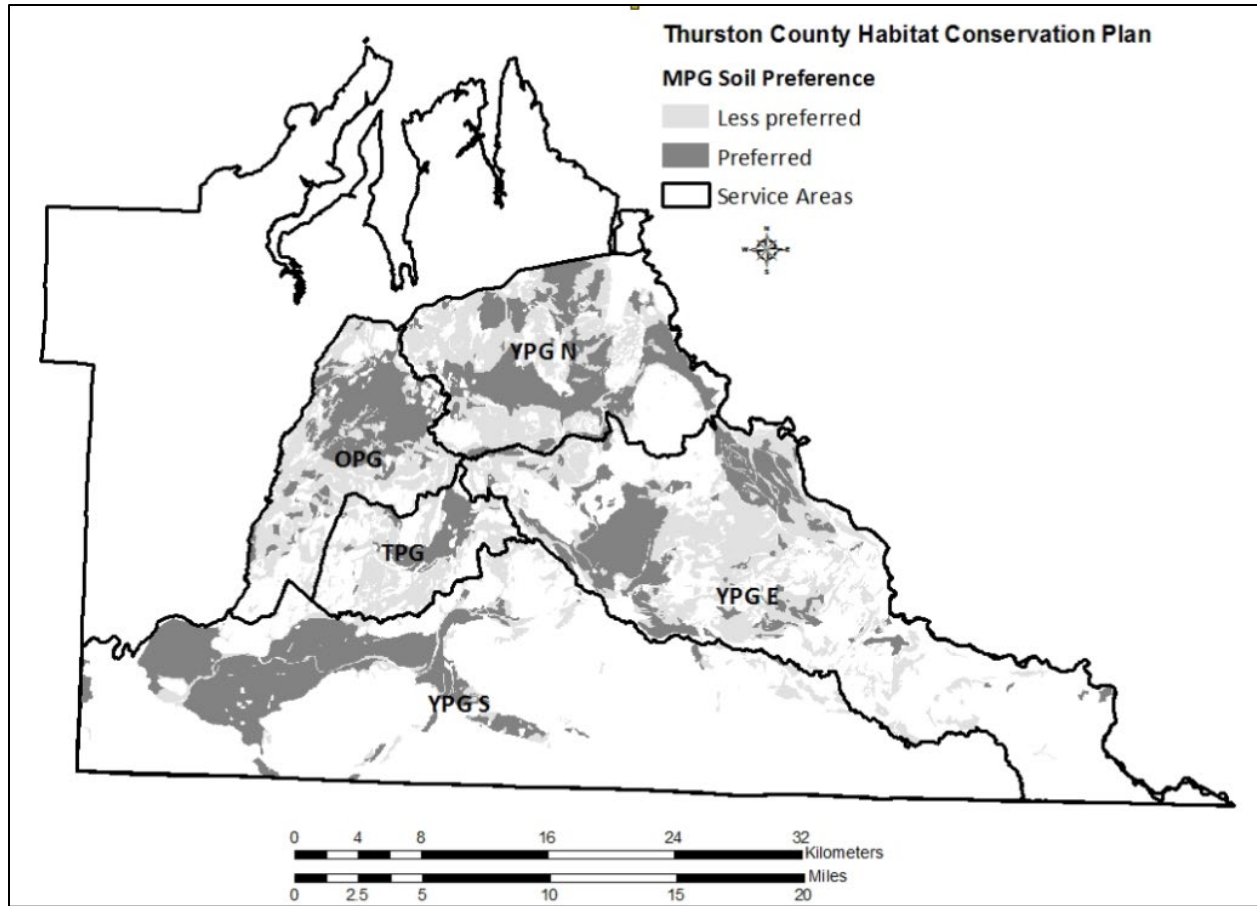 Thurston County Habitat Conservation Plan
MPG Soil Preference
Less preferred
Preferred
Service Areas
N
W E
S
YPG N
OPG
TPG
YPG E
YPG S
0 4 8 16 24 32
Kilometers
Miles
0 2.5 5 10 15 20